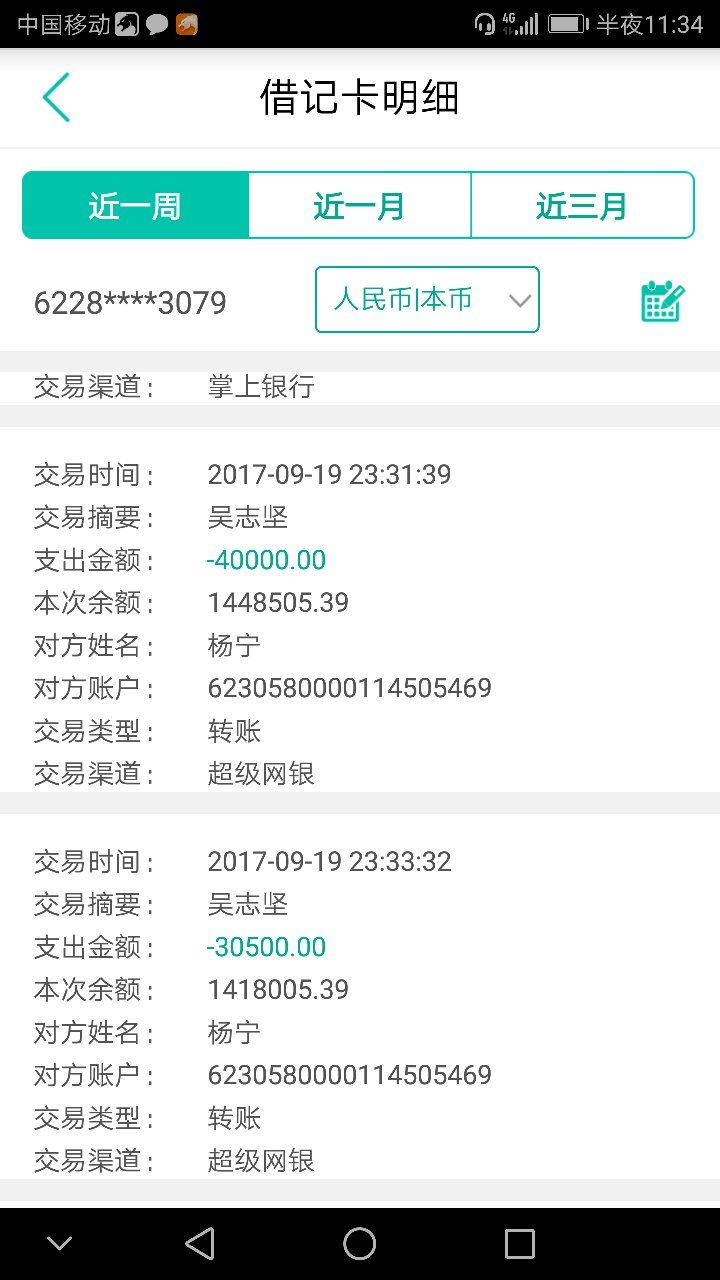 中国移动 4G 半夜11:34
借记卡明细
近一周 近一月 近三月
6228****3079 人民币|本币
交易渠道: 掌上银行
交易时间: 2017-09-19 23:31:39
交易摘要: 吴志坚
支出金额: -40000.00
本次余额: 1448505.39
对方姓名: 杨宁
对方账户: 6230580000114505469
交易类型: 转账
交易渠道: 超级网银
交易时间: 2017-09-19 23:33:32
交易摘要: 吴志坚
支出金额: -30500.00
本次余额: 1418005.39
对方姓名: 杨宁
对方账户: 6230580000114505469
交易类型: 转账
交易渠道: 超级网银